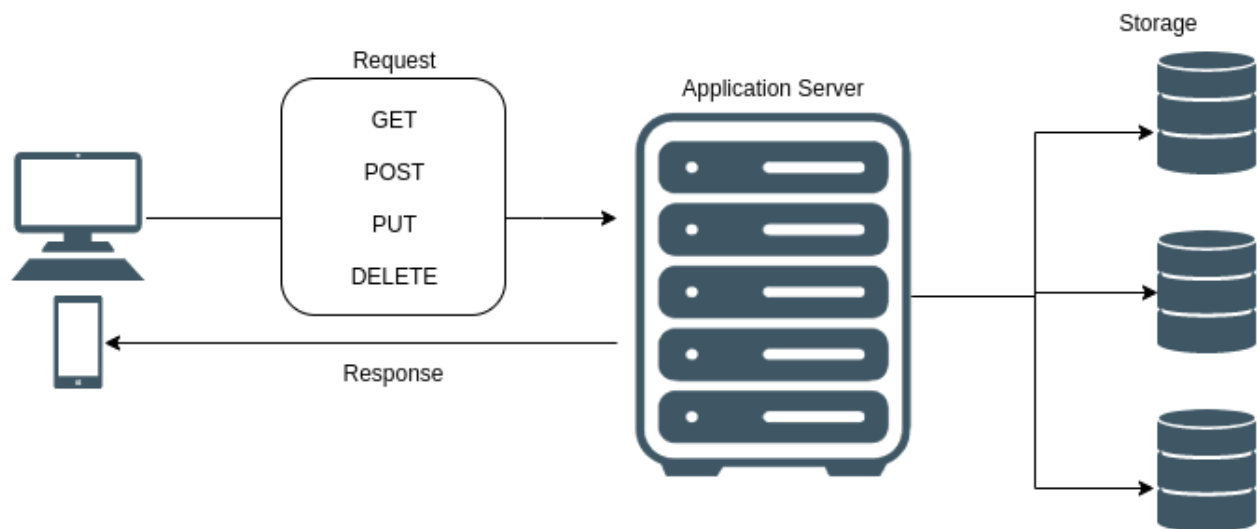 Storage
Request
Application Server
GET
POST
PUT
DELETE
Response